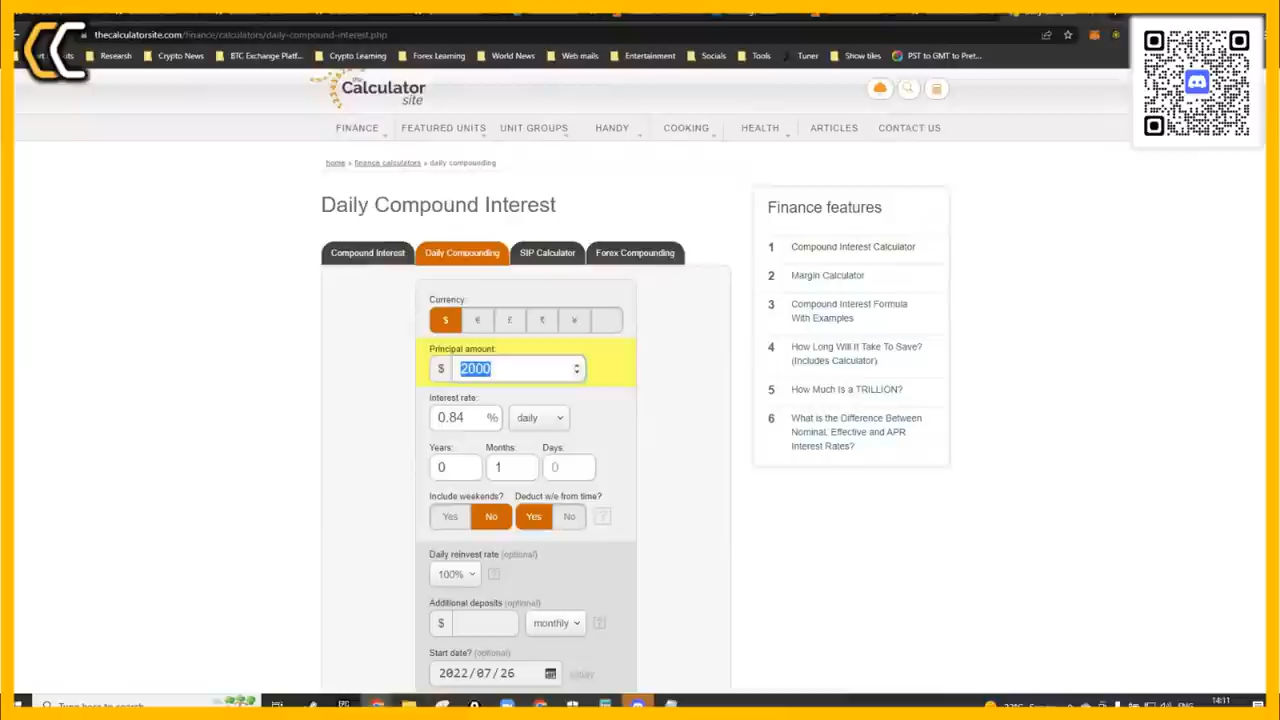 thecalculatorsite.com/finance/calculators/daily-compound-interest.php
Research
Crypto News
BTC Exchange Platf...
Crypto Learning
Forex Learning
World News
Web mails
Entertainment
Socials
Tools
Tuner
Show tiles
PST to GMT to Pret...
CC
the Calculator site
FINANCE
FEATURED UNITS
UNIT GROUPS
HANDY
COOKING
HEALTH
ARTICLES
CONTACT US
home » finance calculators » daily compounding
Daily Compound Interest
Compound Interest
Daily Compounding
SIP Calculator
Forex Compounding
Currency:
$ € £ ₹ ¥
Principal amount:
$ 2000
Interest rate:
0.84 % daily
Years: Months: Days:
0 1 0
Include weekends? Deduct w/e from time?
Yes No Yes No ?
Daily reinvest rate (optional)
100% ?
Additional deposits (optional)
$ monthly ?
Start date? (optional)
2022/07/26
Finance features
1 Compound Interest Calculator
2 Margin Calculator
3 Compound Interest Formula
With Examples
4 How Long Will It Take To Save?
(Includes Calculator)
5 How Much Is a TRILLION?
6 What is the Difference Between
Nominal, Effective and APR
Interest Rates?
Type here to search
14:11
ENG